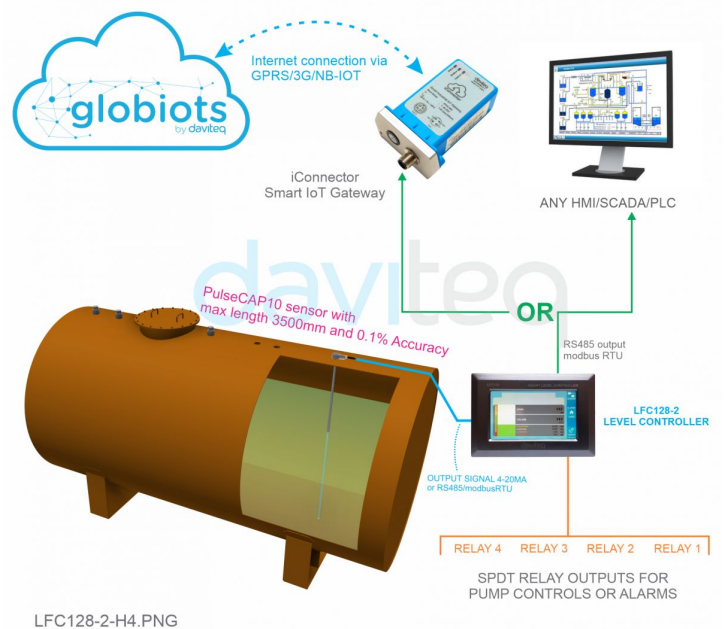 globiots
by daviteq
Internet connection via
GPRS/3G/NB-IOT
iConnector
Smart IoT Gateway
ANY HMI/SCADA/PLC
daviteq
PulseCAP10 sensor with
max length 3500mm and 0.1% Accuracy
OR
RS485 output
modbus RTU
LFC128-2
LEVEL CONTROLLER
OUTPUT SIGNAL 4-20MA
or RS485/modbusRTU
RELAY 4 RELAY 3 RELAY 2 RELAY 1
SPDT RELAY OUTPUTS FOR
PUMP CONTROLS OR ALARMS
LFC128-2-H4.PNG